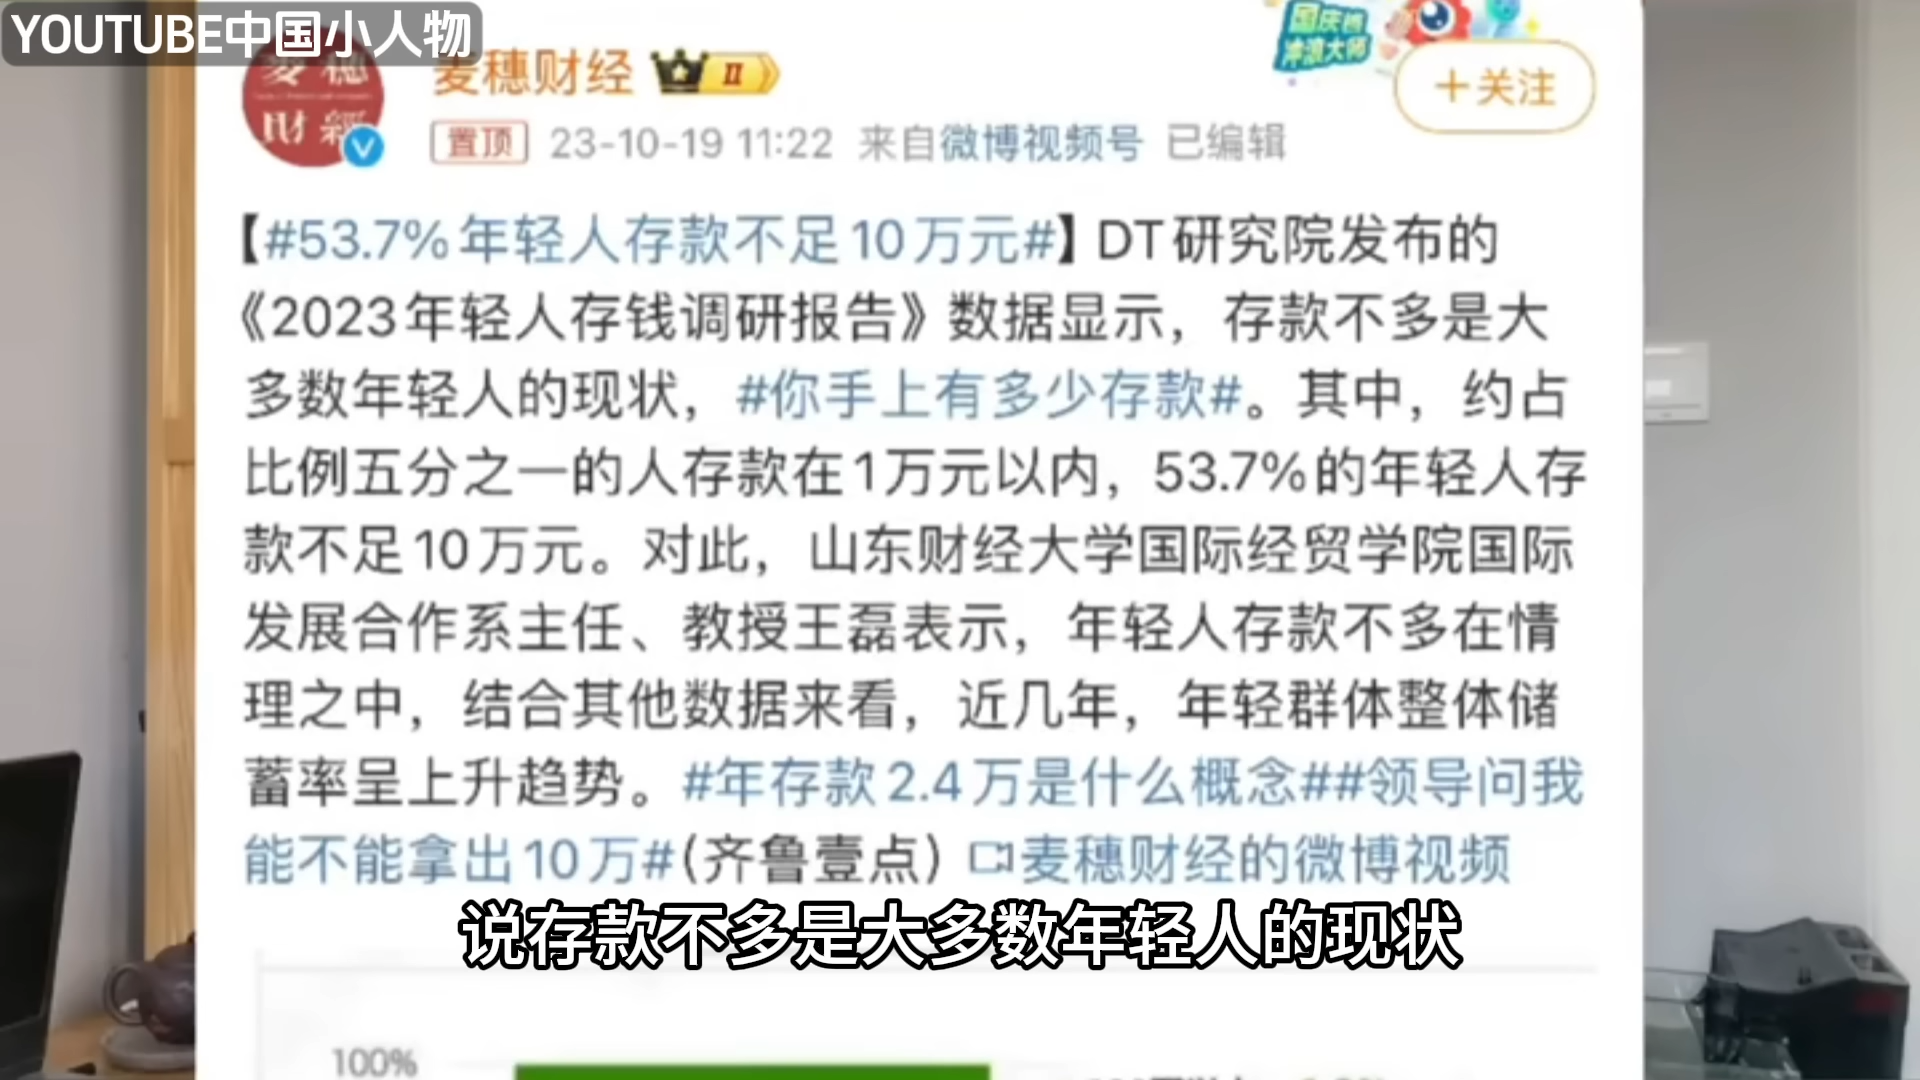 YOUTUBE中国小人物
国庆档
冲浪大师
麦穗财经 II
+关注
麦穗
财经
置顶 23-10-19 11:22 来自微博视频号 已编辑
【#53.7%年轻人存款不足10万元#】DT研究院发布的
《2023年轻人存钱调研报告》数据显示，存款不多是大
多数年轻人的现状，#你手上有多少存款#。其中，约占
比例五分之一的人存款在1万元以内，53.7%的年轻人存
款不足10万元。对此，山东财经大学国际经贸学院国际
发展合作系主任、教授王磊表示，年轻人存款不多在情
理之中，结合其他数据来看，近几年，年轻群体整体储
蓄率呈上升趋势。#年存款2.4万是什么概念##领导问我
能不能拿出10万#(齐鲁壹点) 麦穗财经的微博视频
说存款不多是大多数年轻人的现状
100%